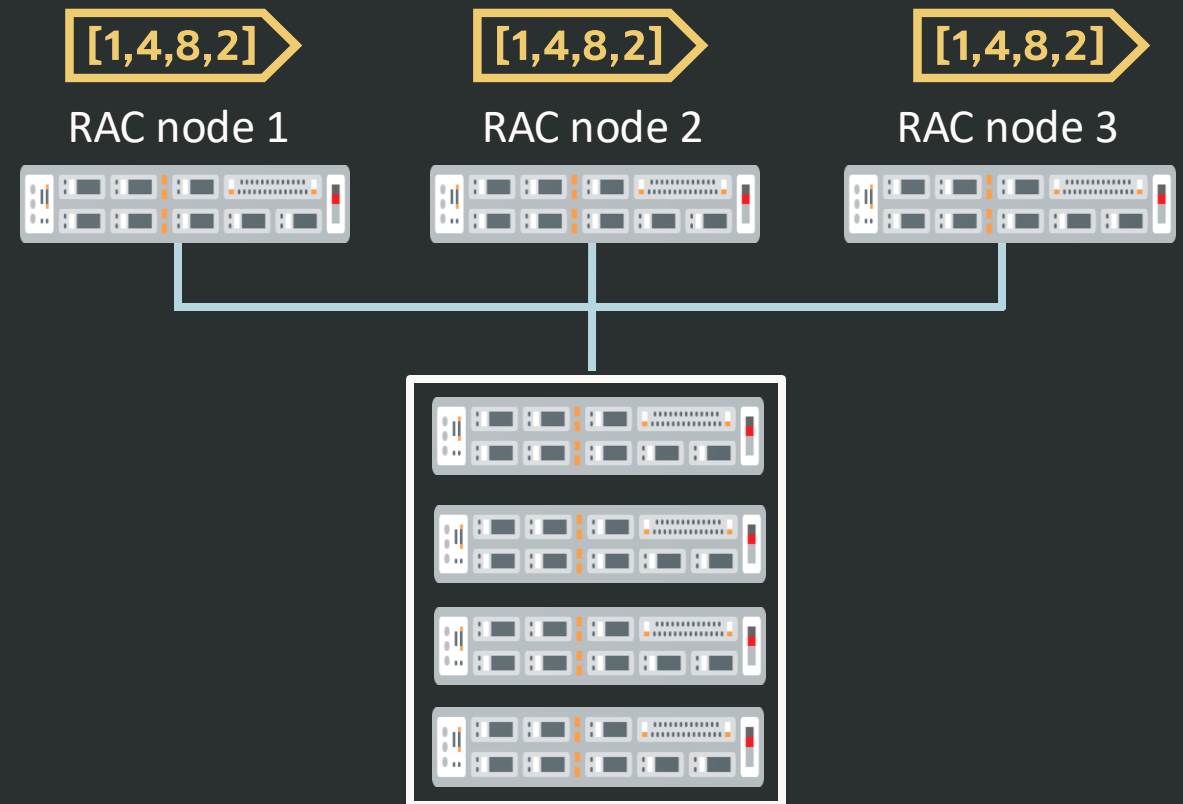 [1,4,8,2]
[1,4,8,2]
[1,4,8,2]
RAC node 1
RAC node 2
RAC node 3